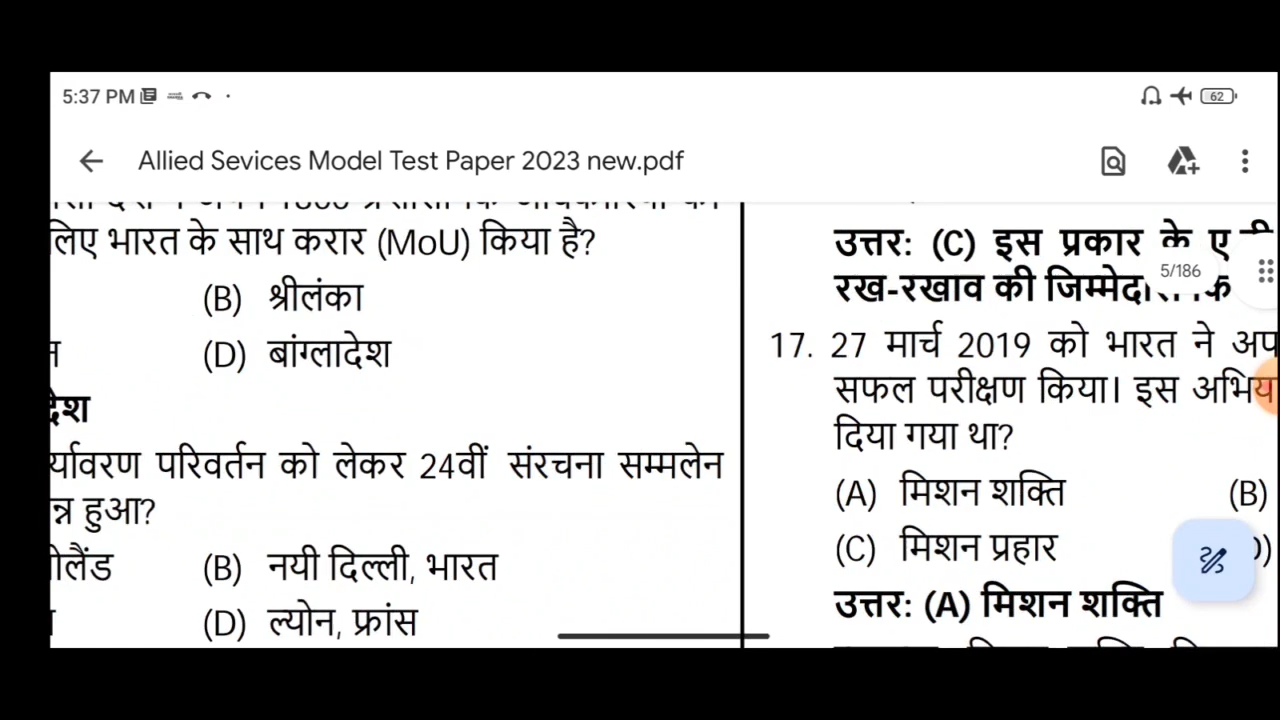 5:37 PM
62
Allied Sevices Model Test Paper 2023 new.pdf
लिए भारत के साथ करार (MoU) किया है?
(B) श्रीलंका
(D) बांग्लादेश
देश
र्यावरण परिवर्तन को लेकर 24वीं संरचना सम्मलेन
न्न हुआ?
(B) नयी दिल्ली, भारत
(D) ल्योन, फ्रांस
उत्तर: (C) इस प्रकार के
रख-रखाव की
5/186
17. 27 मार्च 2019 को भारत ने
सफल परीक्षण किया। इस
दिया गया था?
(A) मिशन शक्ति (B)
(C) मिशन प्रहार
उत्तर: (A) मिशन शक्ति